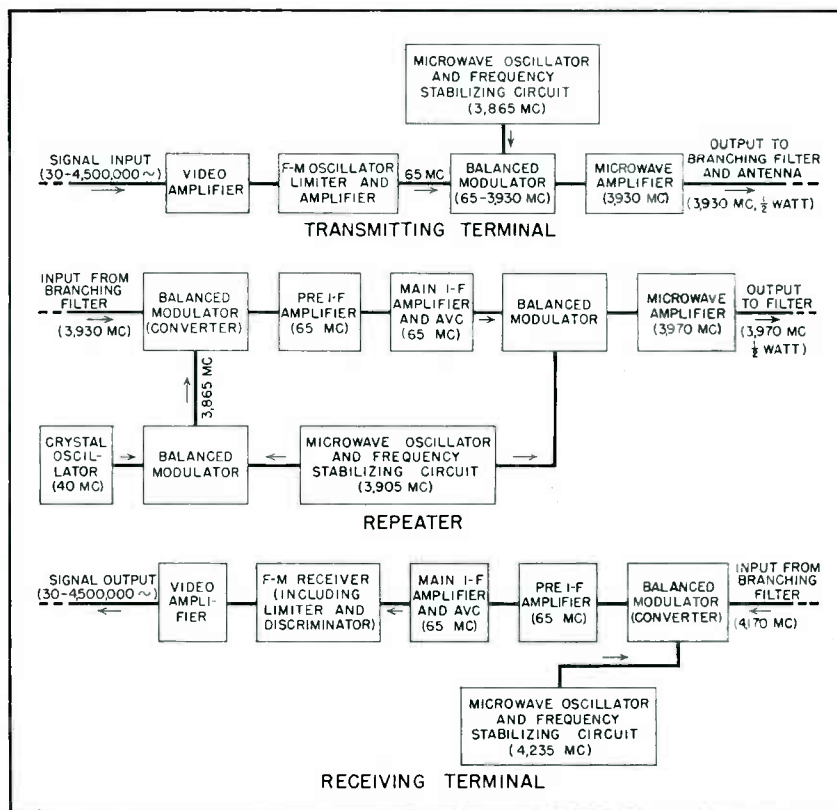 MICROWAVE OSCILLATOR
AND FREQUENCY
STABILIZING CIRCUIT
(3,865 MC)
SIGNAL INPUT
(30-4,500,000 ~)
VIDEO
AMPLIFIER
F-M OSCILLATOR
LIMITER AND
AMPLIFIER
65 MC
BALANCED
MODULATOR
(65-3,930 MC)
MICROWAVE
AMPLIFIER
(3,930 MC)
OUTPUT TO
BRANCHING FILTER
AND ANTENNA
(3,930 MC, ½ WATT)
TRANSMITTING TERMINAL
INPUT FROM
BRANCHING
FILTER
(3,930 MC)
BALANCED
MODULATOR
(CONVERTER)
PRE I-F
AMPLIFIER
(65 MC)
MAIN I-F
AMPLIFIER
AND AVC
(65 MC)
BALANCED
MODULATOR
MICROWAVE
AMPLIFIER
(3,970 MC)
OUTPUT
TO FILTER
(3,970 MC
½ WATT)
3,865 MC
CRYSTAL
OSCIL-
LATOR
(40 MC)
BALANCED
MODULATOR
MICROWAVE OSCILLATOR
AND FREQUENCY
STABILIZING CIRCUIT
(3,905 MC)
REPEATER
SIGNAL OUTPUT
(30-4,500,000 ~)
VIDEO
AMPLI-
FIER
F-M RECEIVER
(INCLUDING
LIMITER AND
DISCRIMINATOR)
MAIN I-F
AMPLIFIER
AND AVC
(65 MC)
PRE I-F
AMPLIFIER
(65 MC)
BALANCED
MODULATOR
(CONVERTER)
INPUT FROM
BRANCHING
FILTER
(4,170 MC)
MICROWAVE OSCILLATOR
AND FREQUENCY
STABILIZING CIRCUIT
(4,235 MC)
RECEIVING TERMINAL